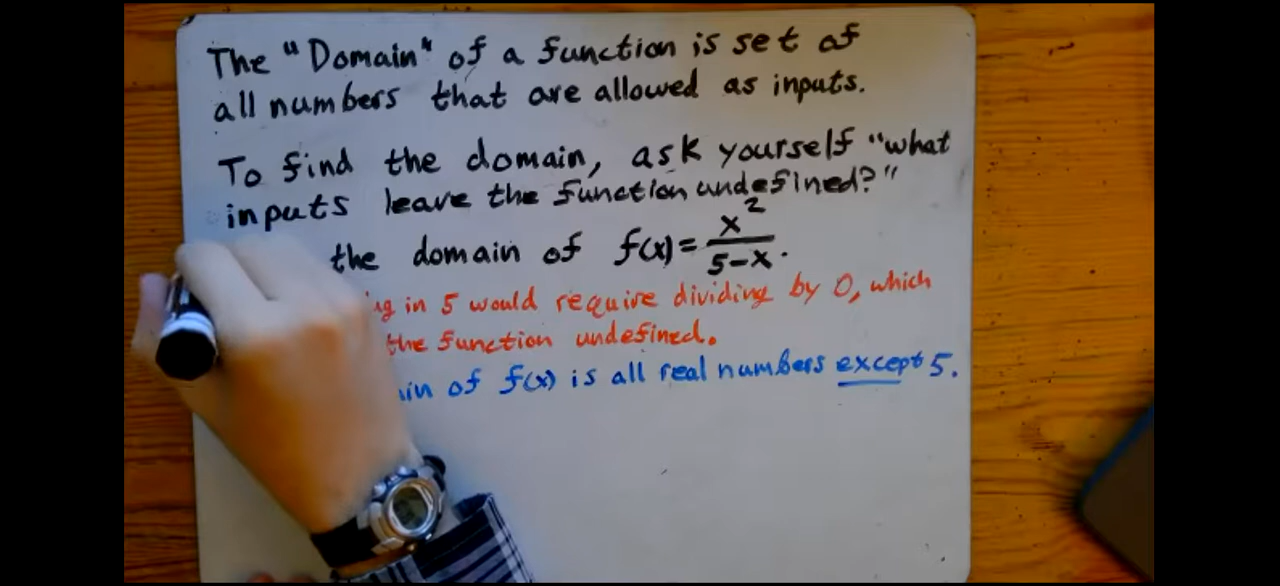 The "Domain" of a function is set of
all numbers that are allowed as inputs.
To find the domain, ask yourself "what
inputs leave the function undefined?"
the domain of f(x)=x²/(5-x).
in 5 would require dividing by 0, which
the function undefined.
of f(x) is all real numbers except 5.